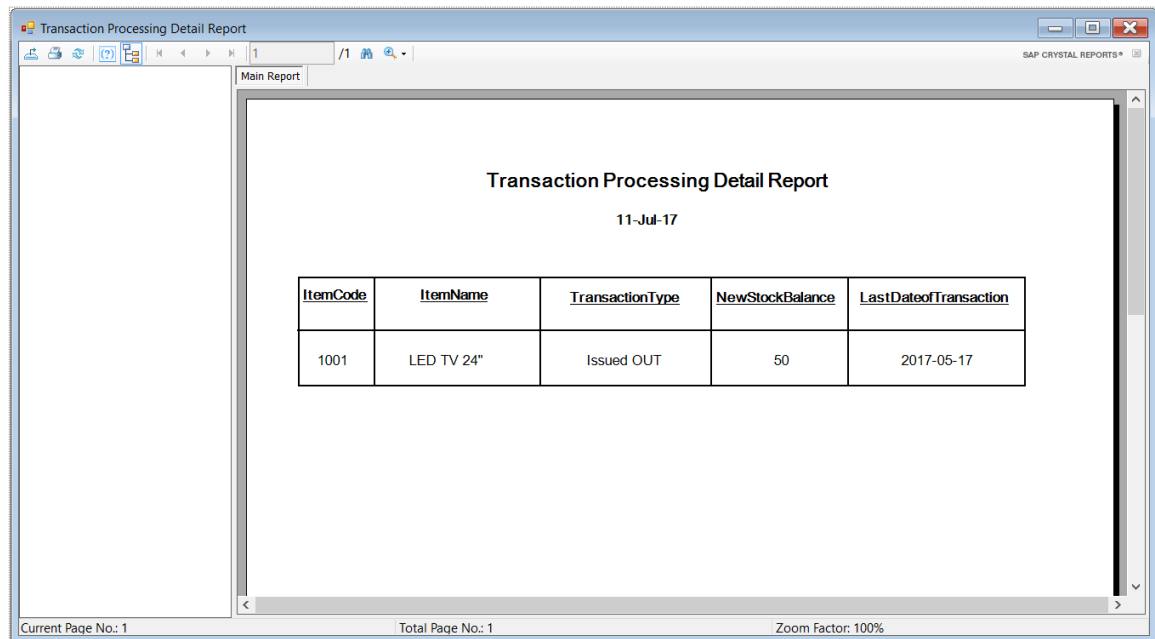 Transaction Processing Detail Report
1 /1 SAP CRYSTAL REPORTS®
Main Report
Transaction Processing Detail Report
11-Jul-17
ItemCode ItemName TransactionType NewStockBalance LastDateofTransaction
1001 LED TV 24" Issued OUT 50 2017-05-17
Current Page No.: 1 Total Page No.: 1 Zoom Factor: 100%